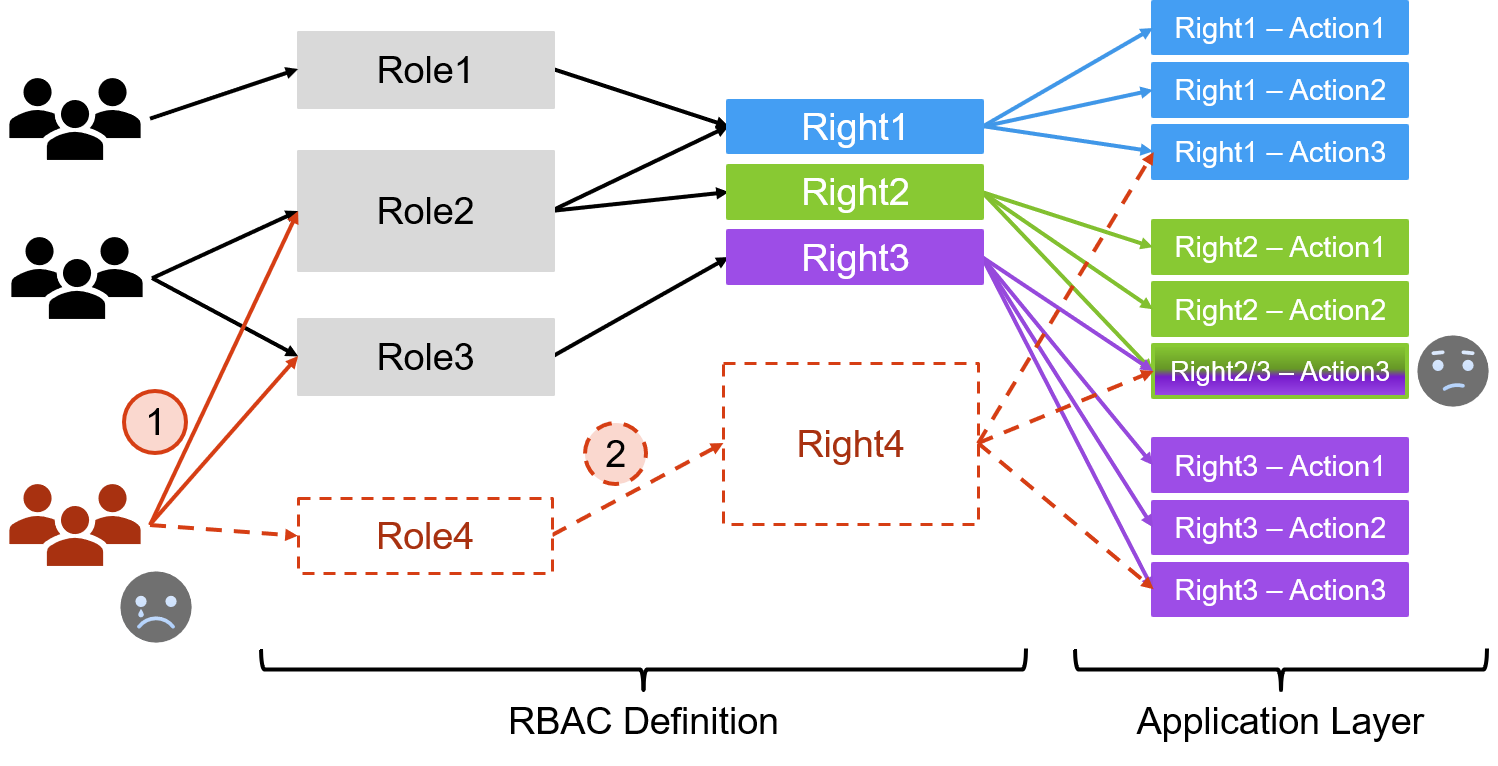 Role1
Role2
Role3
1
Role4
2
Right1
Right2
Right3
Right4
Right1 – Action1
Right1 – Action2
Right1 – Action3
Right2 – Action1
Right2 – Action2
Right2/3 – Action3
Right3 – Action1
Right3 – Action2
Right3 – Action3
RBAC Definition
Application Layer